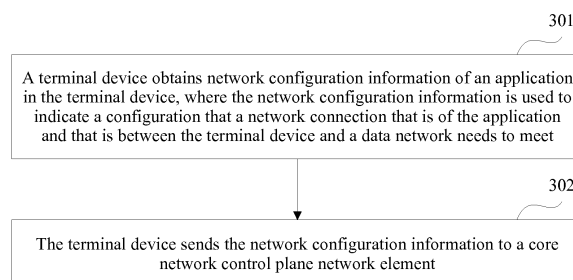 301
A terminal device obtains network configuration information of an application
in the terminal device, where the network configuration information is used to
indicate a configuration that a network connection that is of the application
and that is between the terminal device and a data network needs to meet
302
The terminal device sends the network configuration information to a core
network control plane network element